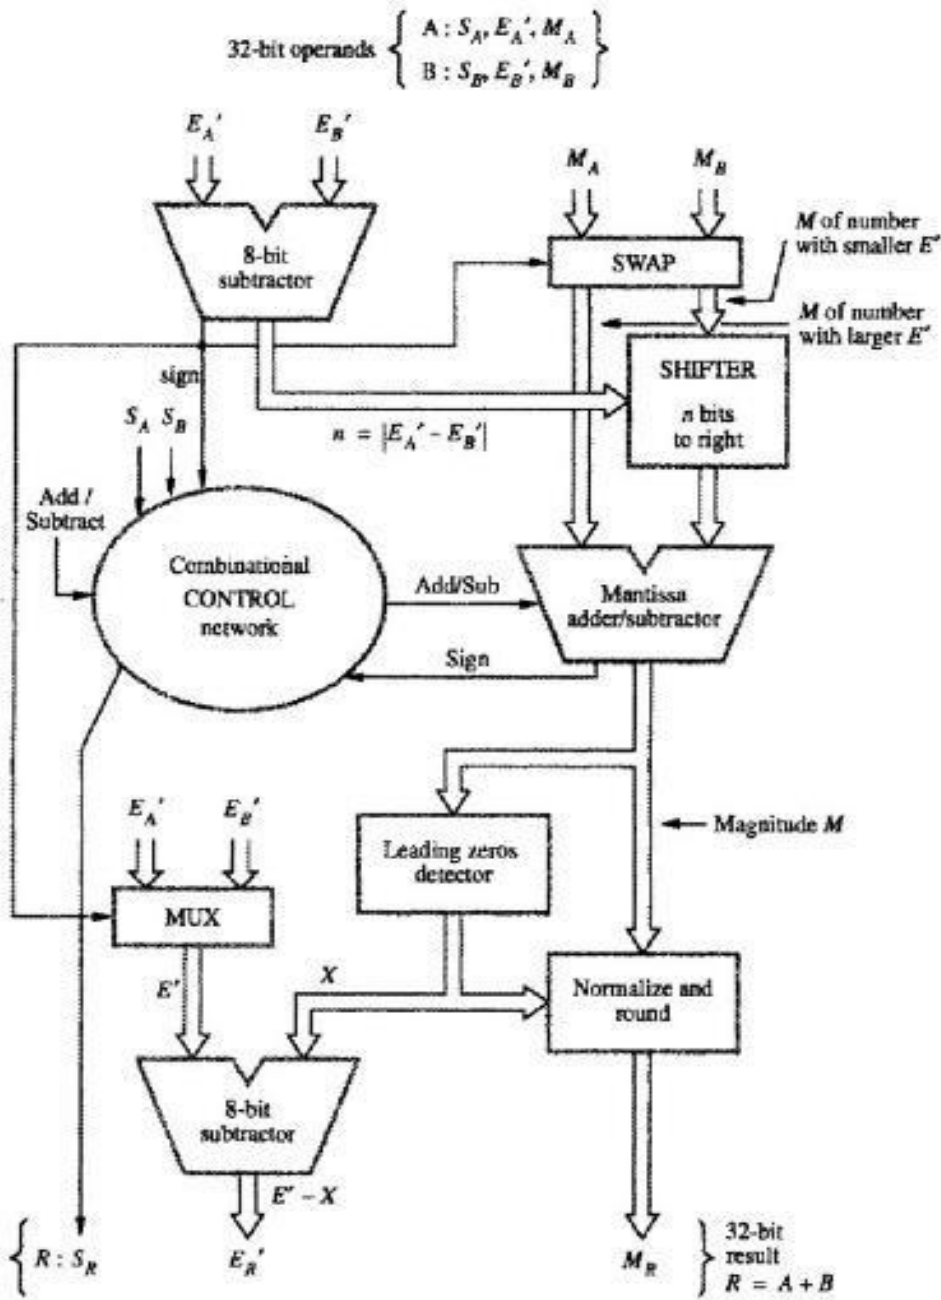 32-bit operands { A : S_A, E_A', M_A }
{ B : S_B, E_B', M_B }
E_A' E_B'
M_A M_B
8-bit
subtractor
SWAP
M of number
with smaller E'
M of number
with larger E'
sign
SHIFTER
n bits
to right
n = |E_A' - E_B'|
S_A S_B
Add /
Subtract
Combinational
CONTROL
network
Add/Sub
Mantissa
adder/subtractor
Sign
E_A' E_B'
Magnitude M
Leading zeros
detector
MUX
E'
X
Normalize and
round
8-bit
subtractor
E' - X
R : S_R
E_R'
M_R
32-bit
result
R = A + B